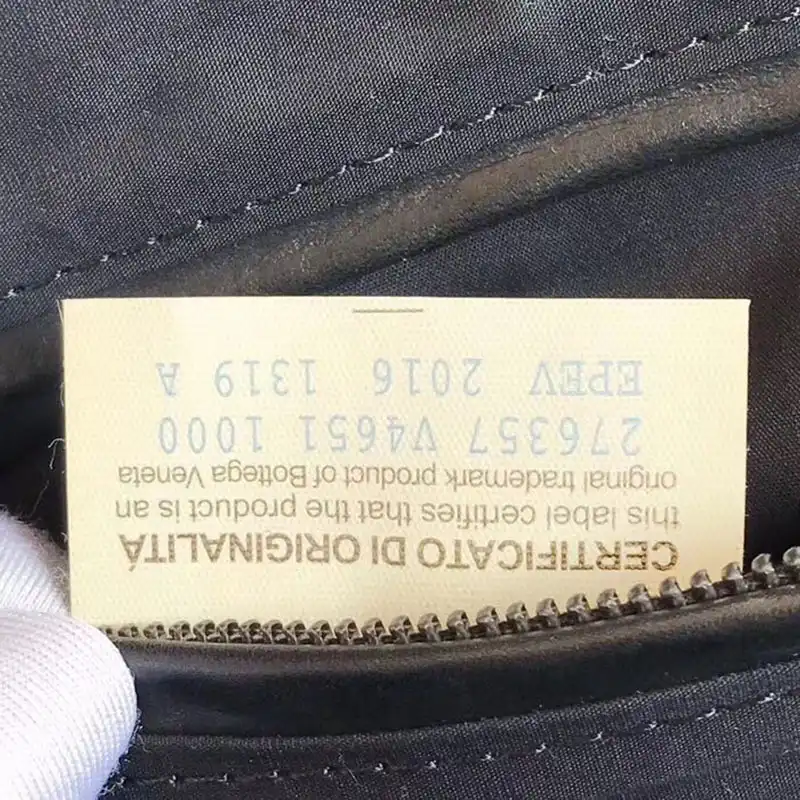 CERTIFICATO DI ORIGINALITÁ
this label certifies that the product is an
original trademark product of Bottega Veneta
276357 V4651 1000
EPEV 2016 1319 A